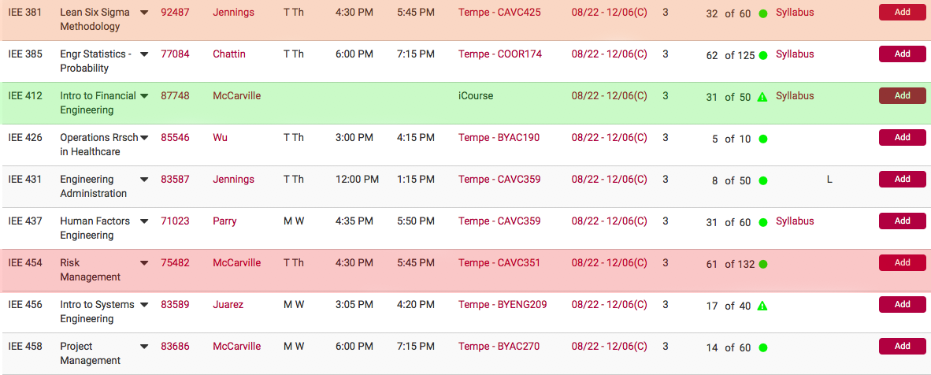 IEE 381 Lean Six Sigma 92487 Jennings T Th 4:30 PM 5:45 PM Tempe - CAVC425 08/22 - 12/06(C) 3 32 of 60 Syllabus Add
Methodology
IEE 385 Engr Statistics - 77084 Chattin T Th 6:00 PM 7:15 PM Tempe - COOR174 08/22 - 12/06(C) 3 62 of 125 Syllabus Add
Probability
IEE 412 Intro to Financial 87748 McCarville iCourse 08/22 - 12/06(C) 3 31 of 50 Syllabus Add
Engineering
IEE 426 Operations Rsrch 85546 Wu T Th 3:00 PM 4:15 PM Tempe - BYAC190 08/22 - 12/06(C) 3 5 of 10 Add
in Healthcare
IEE 431 Engineering 83587 Jennings T Th 12:00 PM 1:15 PM Tempe - CAVC359 08/22 - 12/06(C) 3 8 of 50 L Add
Administration
IEE 437 Human Factors 71023 Parry M W 4:35 PM 5:50 PM Tempe - CAVC359 08/22 - 12/06(C) 3 31 of 60 Syllabus Add
Engineering
IEE 454 Risk 75482 McCarville T Th 4:30 PM 5:45 PM Tempe - CAVC351 08/22 - 12/06(C) 3 61 of 132 Add
Management
IEE 456 Intro to Systems 83589 Juarez M W 3:05 PM 4:20 PM Tempe - BYENG209 08/22 - 12/06(C) 3 17 of 40 Add
Engineering
IEE 458 Project 83686 McCarville M W 6:00 PM 7:15 PM Tempe - BYAC270 08/22 - 12/06(C) 3 14 of 60 Add
Management